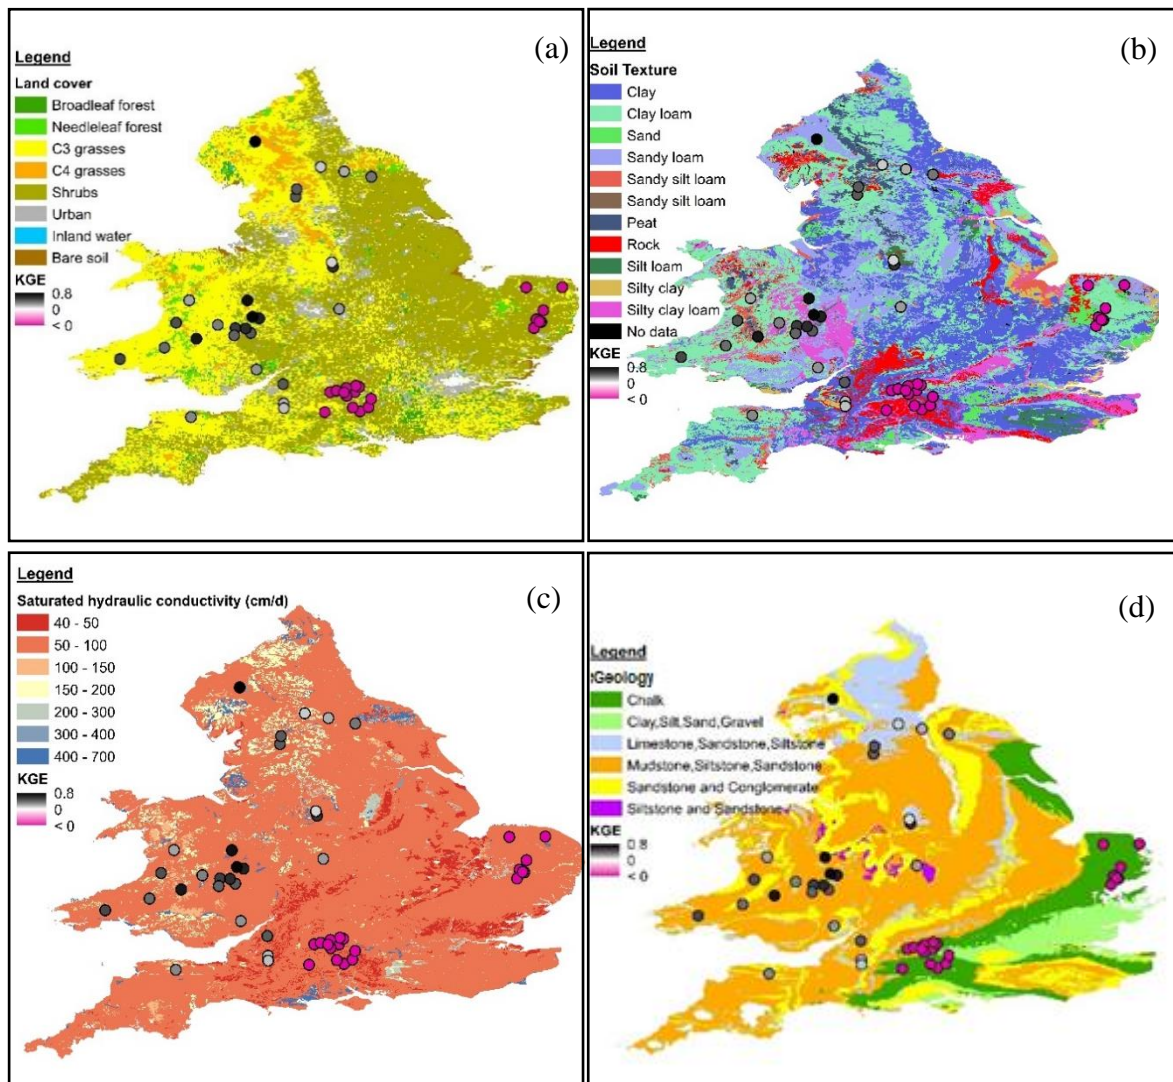 (a)
Legend
Land cover
Broadleaf forest
Needleleaf forest
C3 grasses
C4 grasses
Shrubs
Urban
Inland water
Bare soil
KGE
0.8
0
< 0
(b)
Legend
Soil Texture
Clay
Clay loam
Sand
Sandy loam
Sandy silt loam
Sandy silt loam
Peat
Rock
Silt loam
Silty clay
Silty clay loam
No data
KGE
0.8
0
< 0
(c)
Legend
Saturated hydraulic conductivity (cm/d)
40 - 50
50 - 100
100 - 150
150 - 200
200 - 300
300 - 400
400 - 700
KGE
0.8
0
< 0
(d)
Legend
Geology
Chalk
Clay,Silt,Sand,Gravel
Limestone,Sandstone,Siltstone
Mudstone,Siltstone,Sandstone
Sandstone and Conglomerate
Siltstone and Sandstone
KGE
0.8
0
< 0